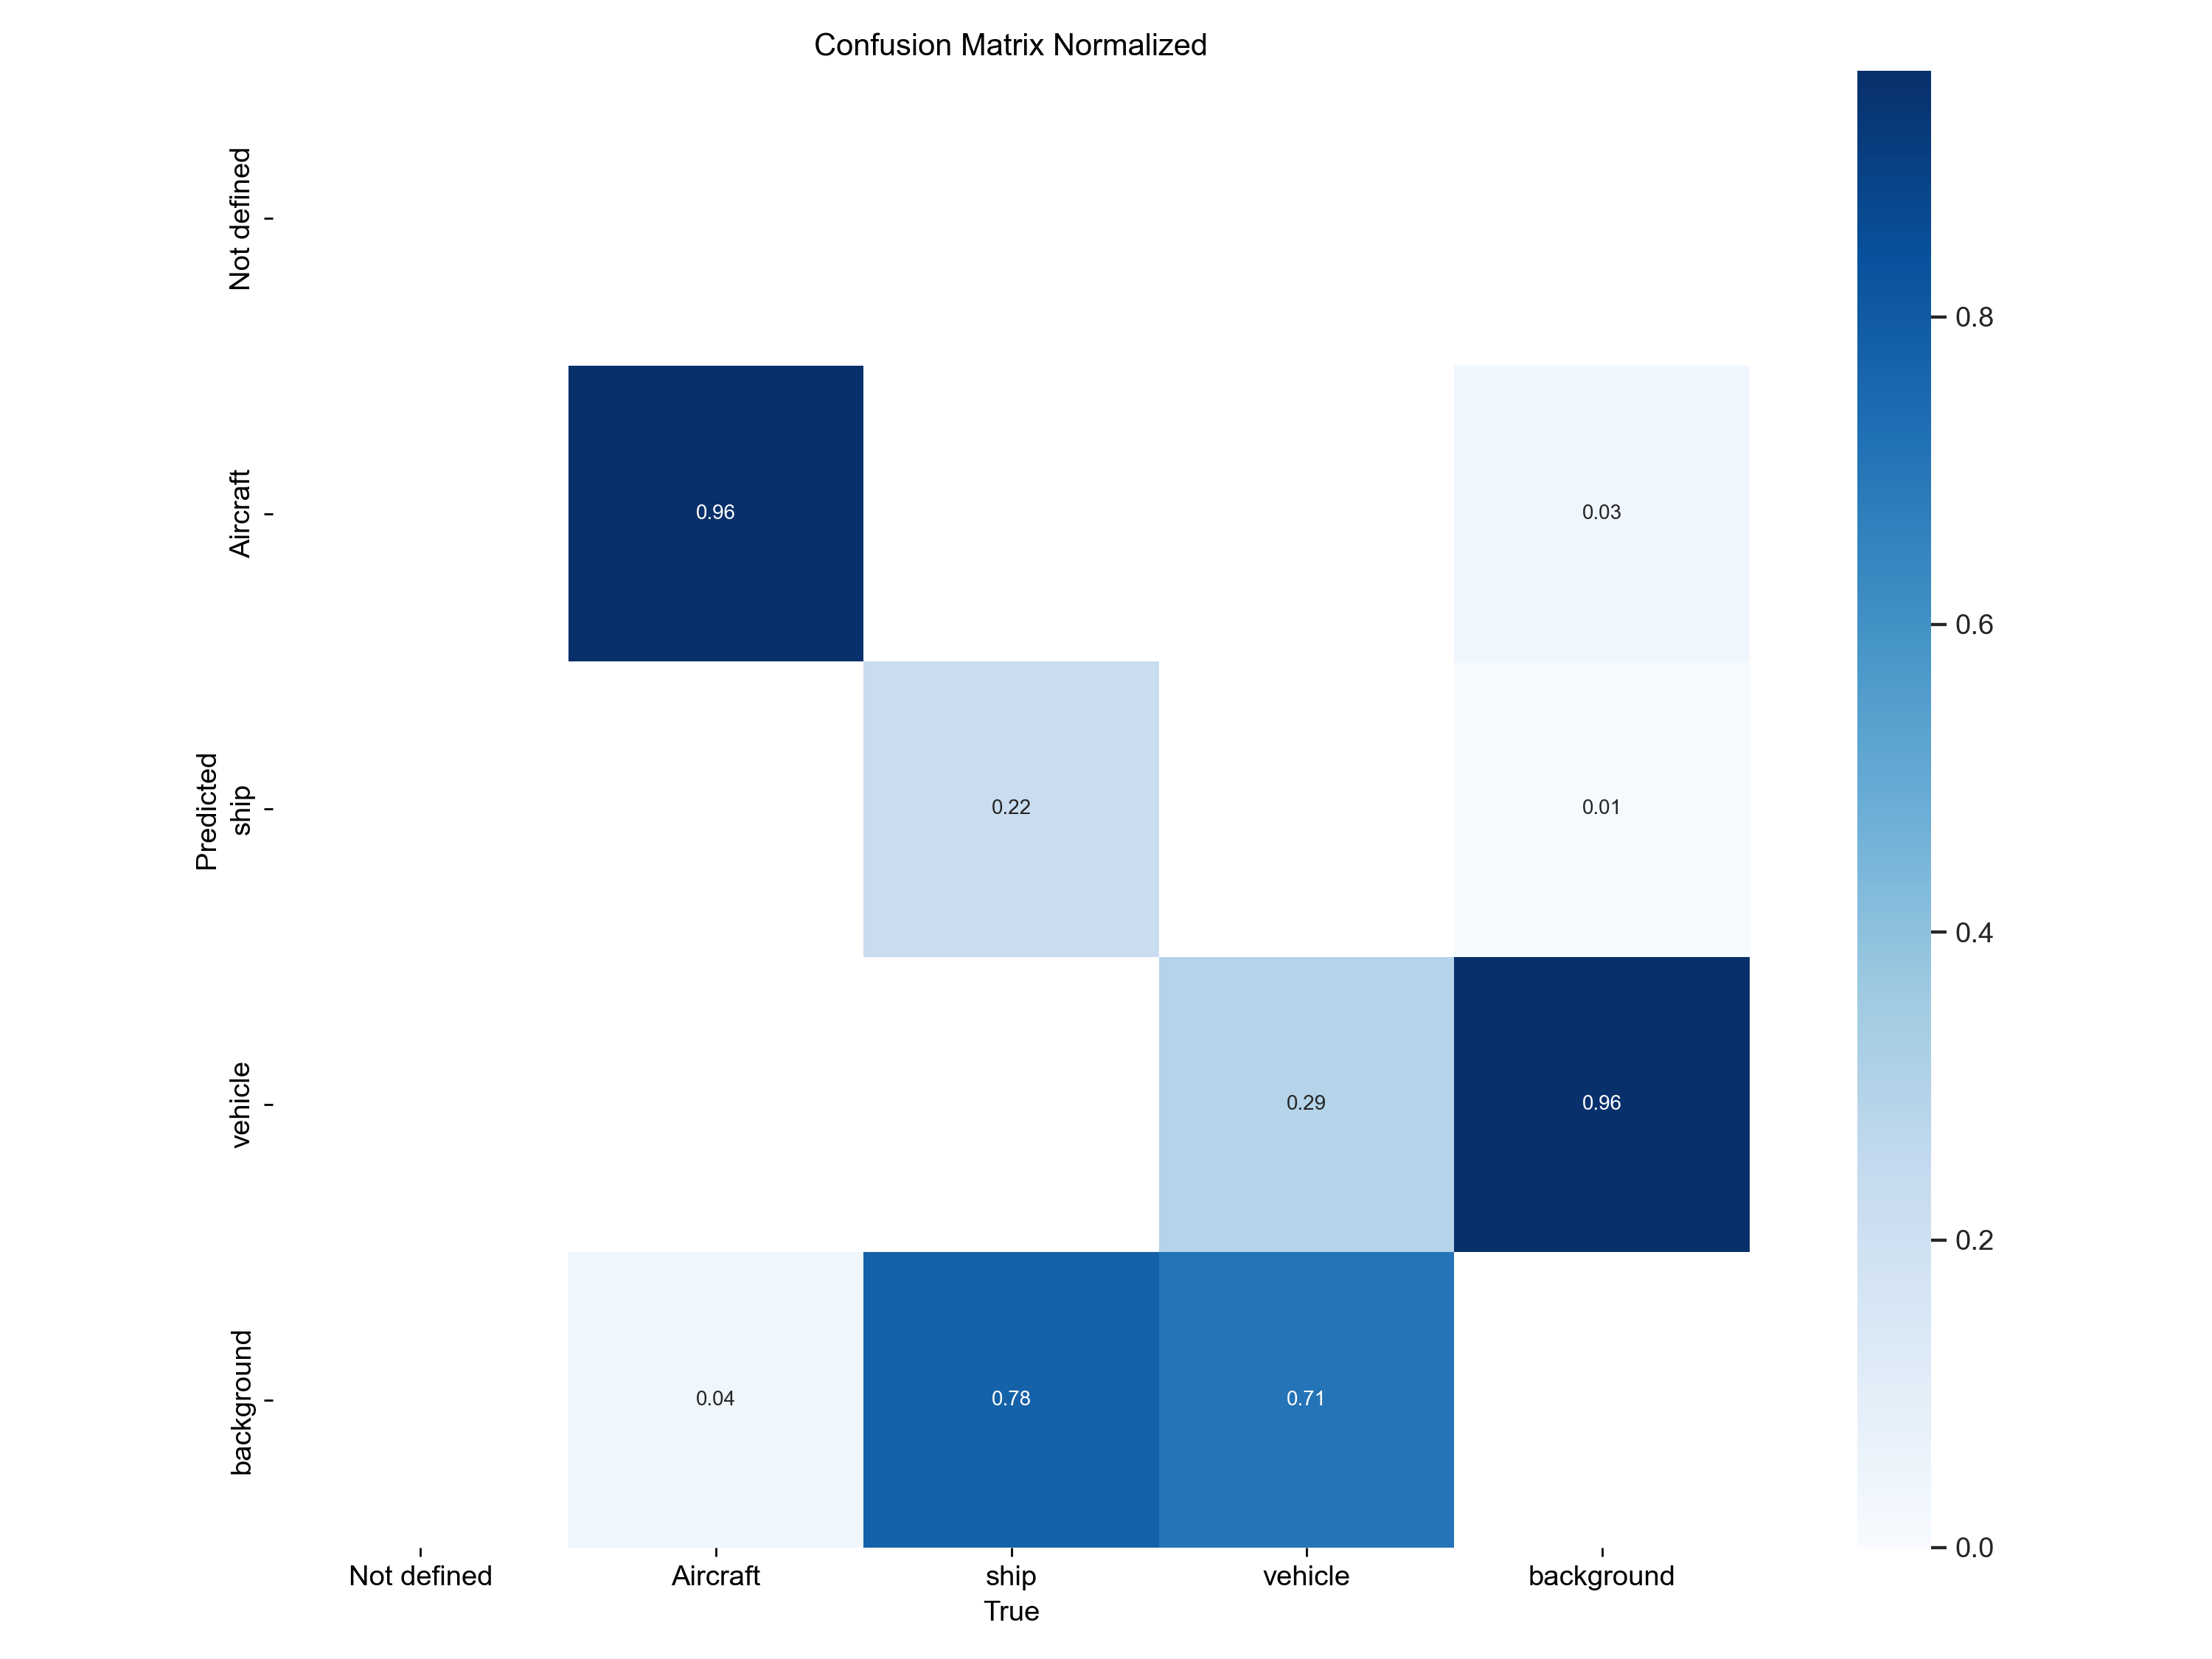 Confusion Matrix Normalized
Not defined
Aircraft
0.96
0.03
0.8
0.6
Predicted
ship
0.22
0.01
0.4
vehicle
0.29
0.96
0.2
background
0.04
0.78
0.71
0.0
Not defined
Aircraft
ship
vehicle
background
True